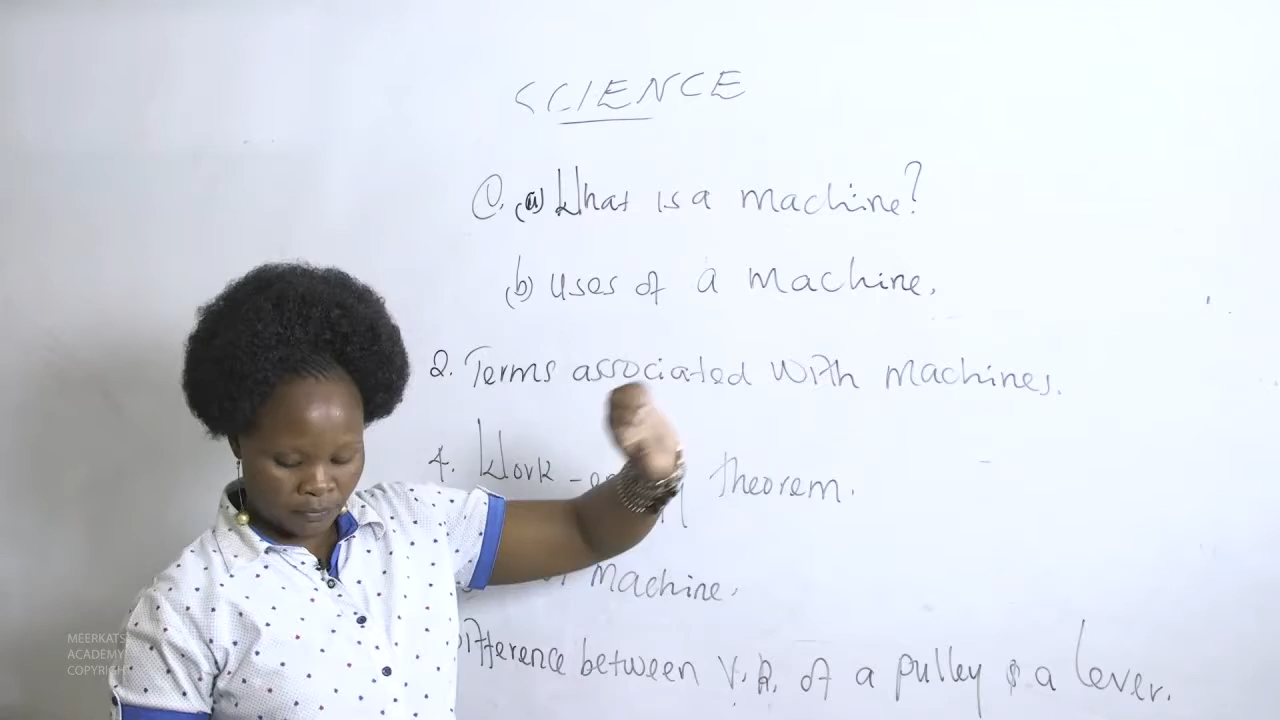 SCIENCE
(a) What is a machine?
(b) Uses of a machine.
2. Terms associated with machines.
4. Work - theorem.
machine.
Difference between V.R. of a pulley & a lever.
MEERKATS
ACADEMY
COPYRIGHT